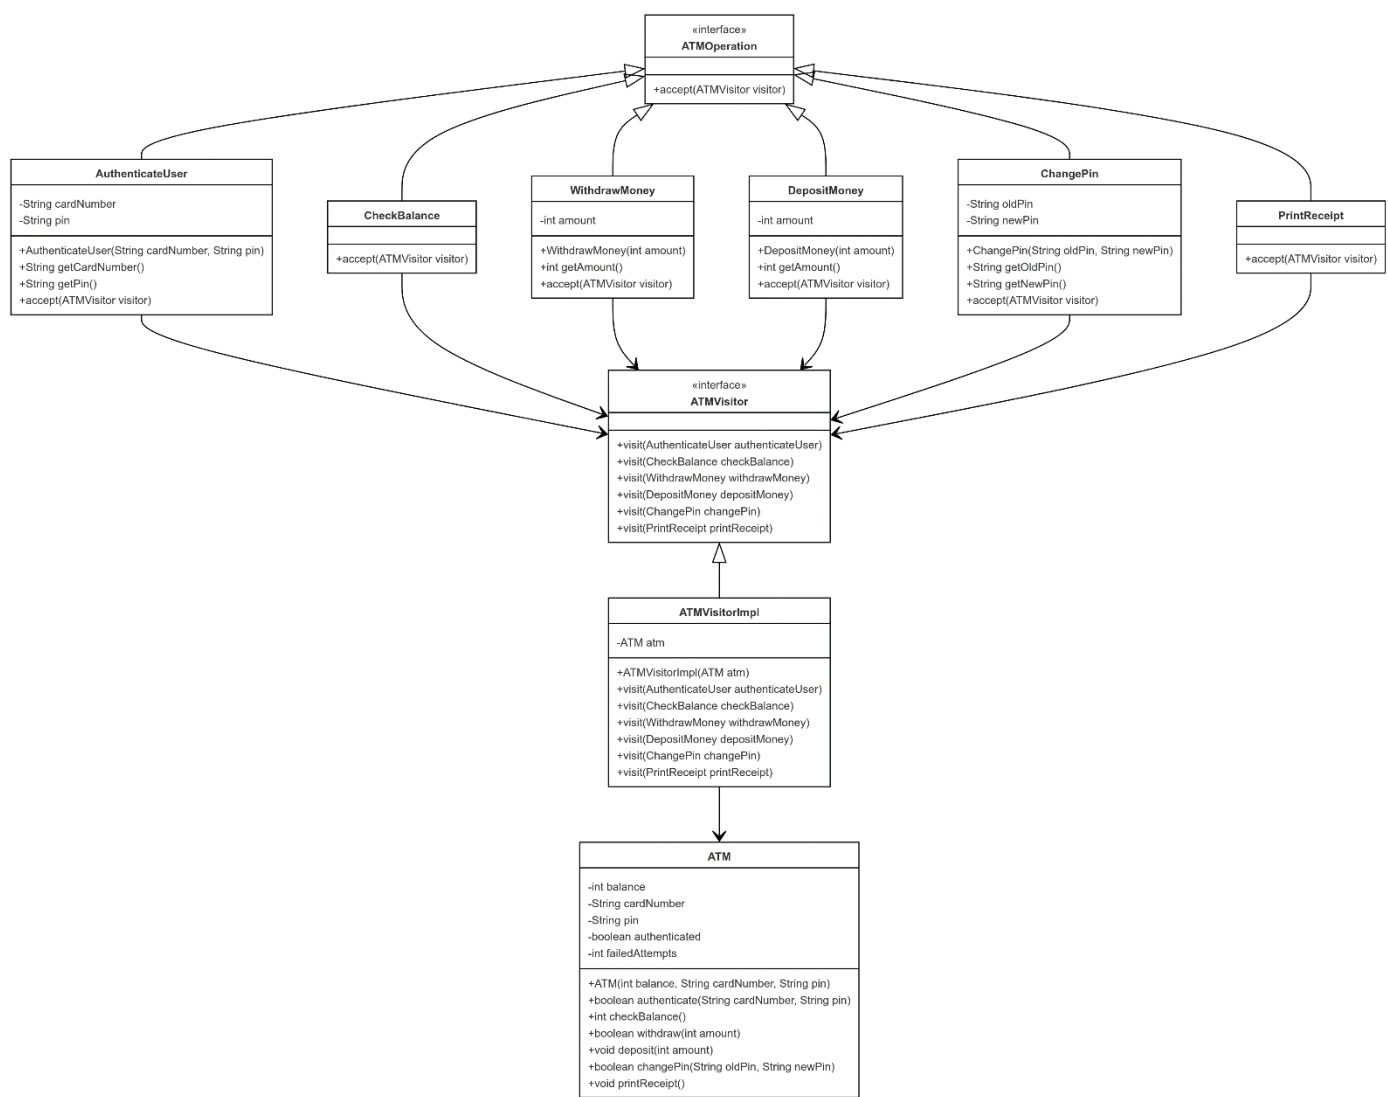 «interface»
ATMOperation
+accept(ATMVisitor visitor)
AuthenticateUser
-String cardNumber
-String pin
+AuthenticateUser(String cardNumber, String pin)
+String getCardNumber()
+String getPin()
+accept(ATMVisitor visitor)
CheckBalance
+accept(ATMVisitor visitor)
WithdrawMoney
-int amount
+WithdrawMoney(int amount)
+int getAmount()
+accept(ATMVisitor visitor)
DepositMoney
-int amount
+DepositMoney(int amount)
+int getAmount()
+accept(ATMVisitor visitor)
ChangePin
-String oldPin
-String newPin
+ChangePin(String oldPin, String newPin)
+String getOldPin()
+String getNewPin()
+accept(ATMVisitor visitor)
PrintReceipt
+accept(ATMVisitor visitor)
«interface»
ATMVisitor
+visit(AuthenticateUser authenticateUser)
+visit(CheckBalance checkBalance)
+visit(WithdrawMoney withdrawMoney)
+visit(DepositMoney depositMoney)
+visit(ChangePin changePin)
+visit(PrintReceipt printReceipt)
ATMVisitorImpl
-ATM atm
+ATMVisitorImpl(ATM atm)
+visit(AuthenticateUser authenticateUser)
+visit(CheckBalance checkBalance)
+visit(WithdrawMoney withdrawMoney)
+visit(DepositMoney depositMoney)
+visit(ChangePin changePin)
+visit(PrintReceipt printReceipt)
ATM
-int balance
-String cardNumber
-String pin
-boolean authenticated
-int failedAttempts
+ATM(int balance, String cardNumber, String pin)
+boolean authenticate(String cardNumber, String pin)
+int checkBalance()
+boolean withdraw(int amount)
+void deposit(int amount)
+boolean changePin(String oldPin, String newPin)
+void printReceipt()